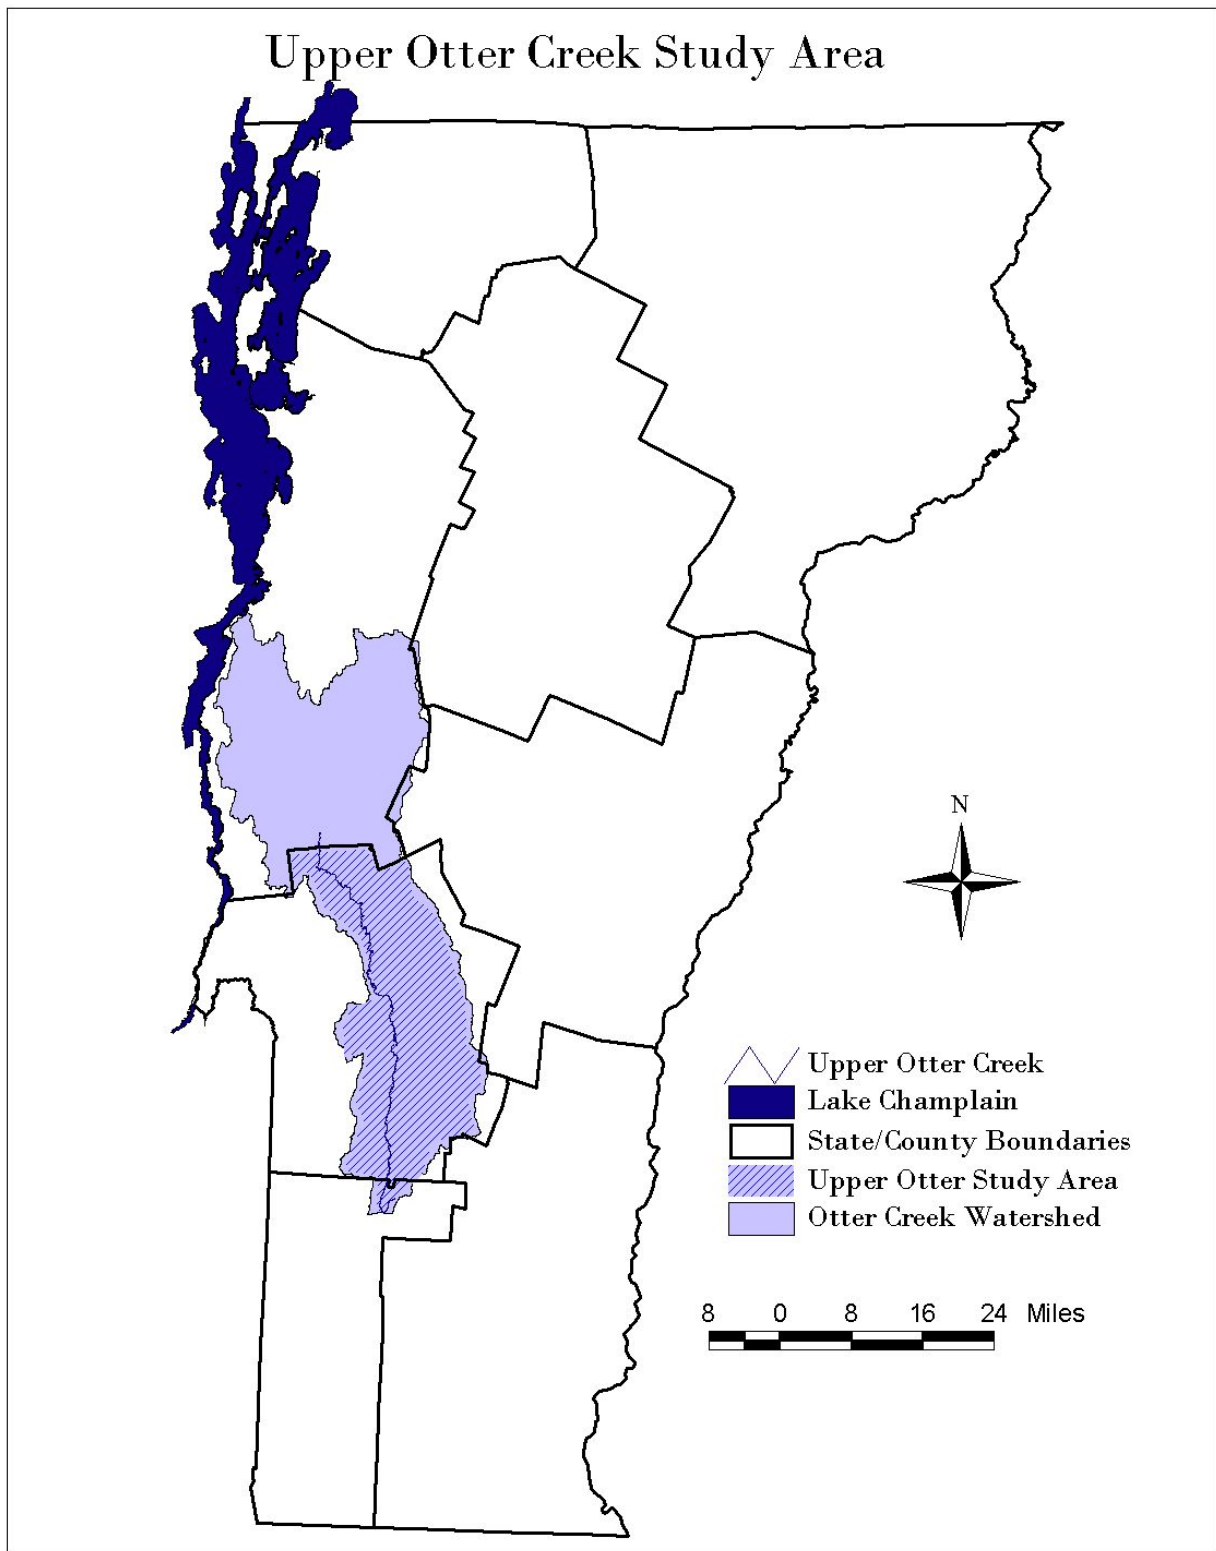 Upper Otter Creek Study Area
N
Upper Otter Creek
Lake Champlain
State/County Boundaries
Upper Otter Study Area
Otter Creek Watershed
8 0 8 16 24 Miles